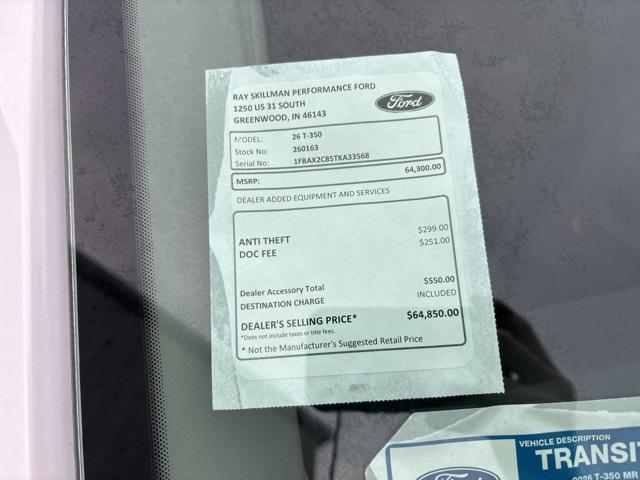 RAY SKILLMAN PERFORMANCE FORD
1250 US 31 SOUTH
GREENWOOD, IN 46143
Ford
MODEL: 26 T-350
Stock No: 260163
Serial No: 1FBAX2C85TKA33568
MSRP: 64,300.00
DEALER ADDED EQUIPMENT AND SERVICES
ANTI THEFT $299.00
DOC FEE $251.00
Dealer Accessory Total $550.00
DESTINATION CHARGE INCLUDED
DEALER'S SELLING PRICE* $64,850.00
*Does not include taxes or title fees.
* Not the Manufacturer's Suggested Retail Price
VEHICLE DESCRIPTION
TRANSIT
2026 T-350 MR
Ford